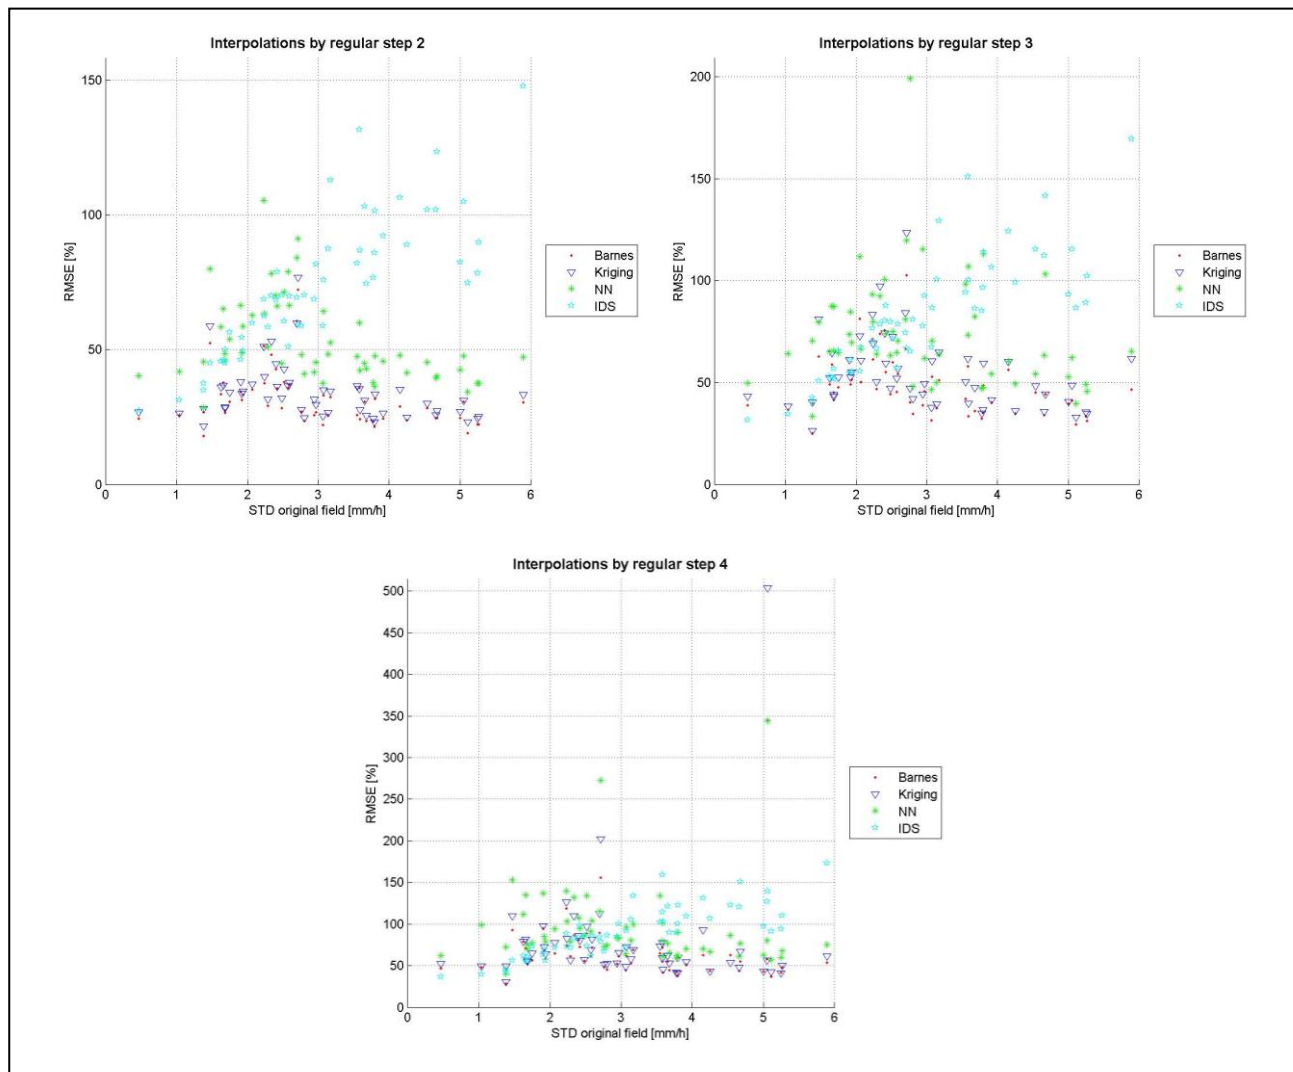 Interpolations by regular step 2
150
100
50
0
RMSE [%]
0 1 2 3 4 5 6
STD original field [mm/h]
Barnes
Kriging
NN
IDS
Interpolations by regular step 3
200
150
100
50
0
RMSE [%]
0 1 2 3 4 5 6
STD original field [mm/h]
Barnes
Kriging
NN
IDS
Interpolations by regular step 4
500
450
400
350
300
250
200
150
100
50
0
RMSE [%]
0 1 2 3 4 5 6
STD original field [mm/h]
Barnes
Kriging
NN
IDS